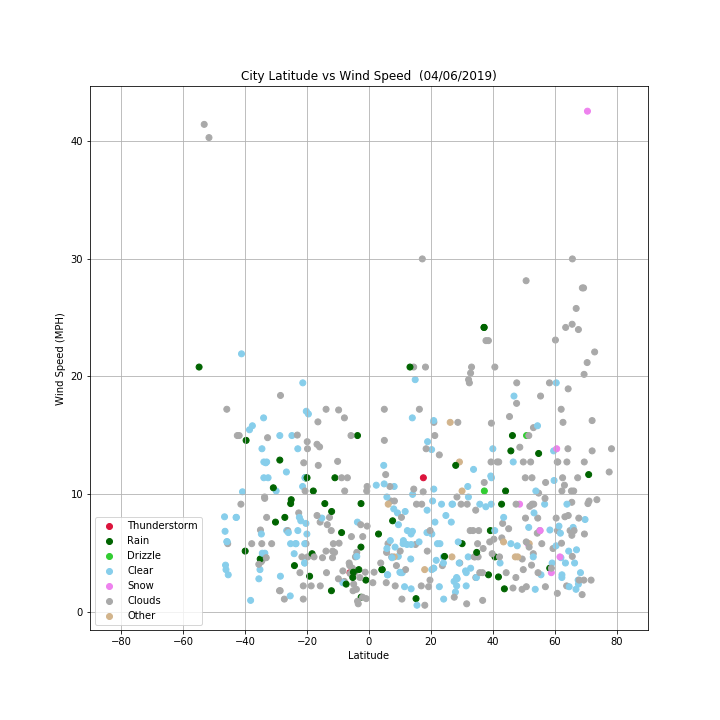 City Latitude vs Wind Speed  (04/06/2019)
Wind Speed (MPH)
40
30
20
10
0
Thunderstorm
Rain
Drizzle
Clear
Snow
Clouds
Other
−80 −60 −40 −20 0 20 40 60 80
Latitude